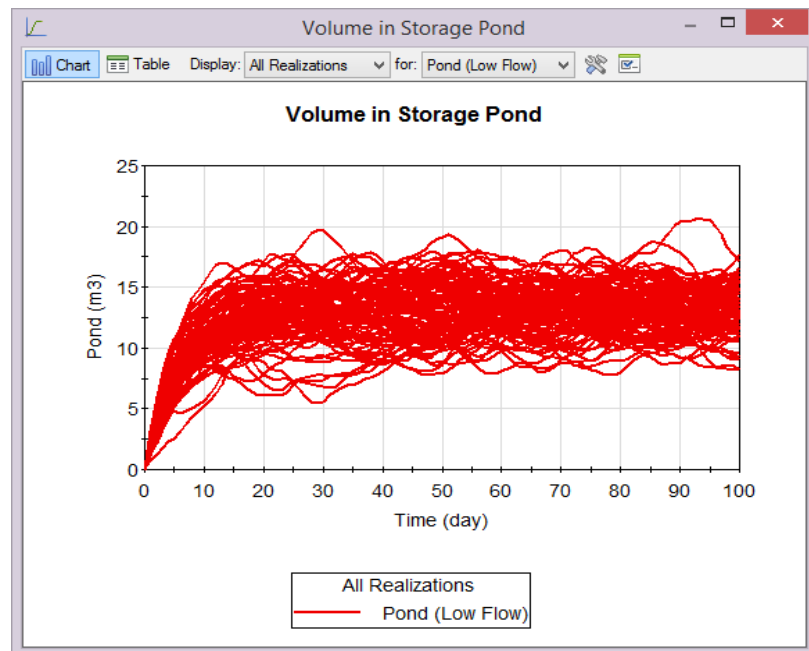 Volume in Storage Pond
Chart Table Display: All Realizations for: Pond (Low Flow)
Volume in Storage Pond
25
20
15
10
5
0
Pond (m3)
0 10 20 30 40 50 60 70 80 90 100
Time (day)
All Realizations
Pond (Low Flow)